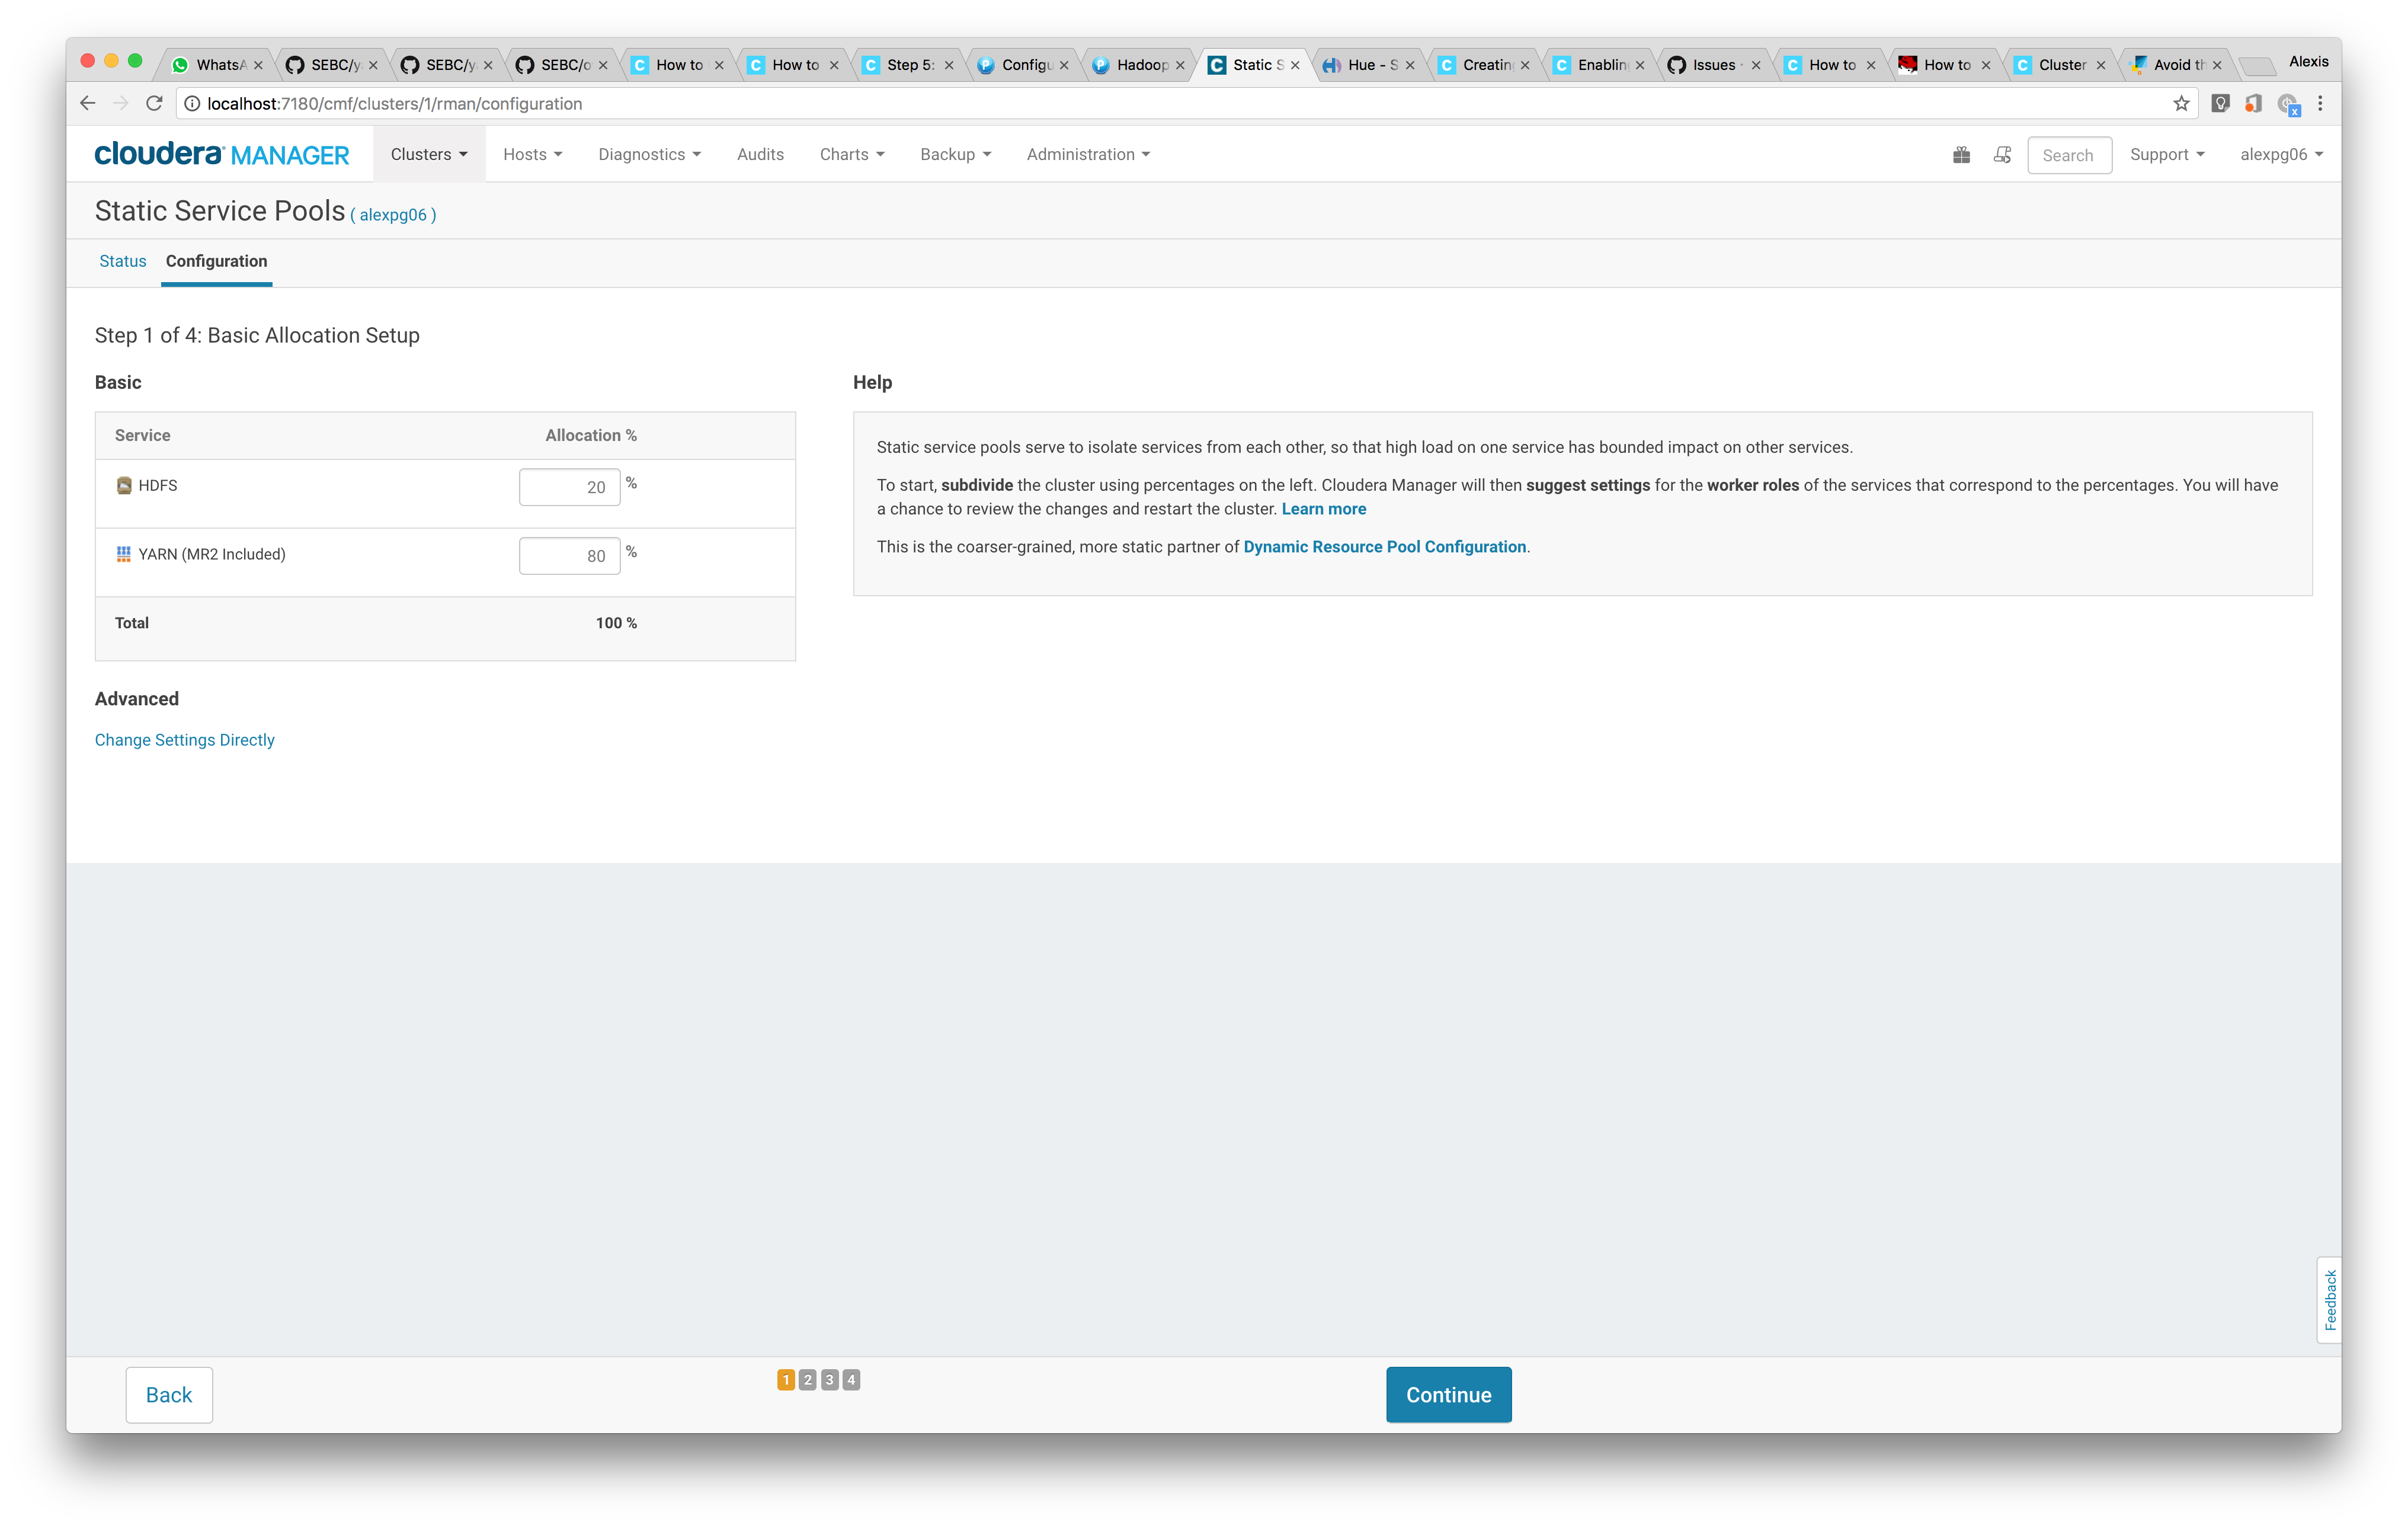 WhatsA
SEBC/y
SEBC/y
SEBC/o
How to
How to
Step 5:
Configu
Hadoop
Static S
Hue - S
Creatin
Enablin
Issues ·
How to
How to
Cluster
Avoid th
Alexis
localhost:7180/cmf/clusters/1/rman/configuration
cloudera MANAGER
Clusters
Hosts
Diagnostics
Audits
Charts
Backup
Administration
Search
Support
alexpg06
Static Service Pools ( alexpg06 )
Status
Configuration
Step 1 of 4: Basic Allocation Setup
Basic
Service Allocation %
HDFS 20 %
YARN (MR2 Included) 80 %
Total 100 %
Advanced
Change Settings Directly
Help
Static service pools serve to isolate services from each other, so that high load on one service has bounded impact on other services.
To start, subdivide the cluster using percentages on the left. Cloudera Manager will then suggest settings for the worker roles of the services that correspond to the percentages. You will have
a chance to review the changes and restart the cluster. Learn more
This is the coarser-grained, more static partner of Dynamic Resource Pool Configuration.
Feedback
Back
1 2 3 4
Continue